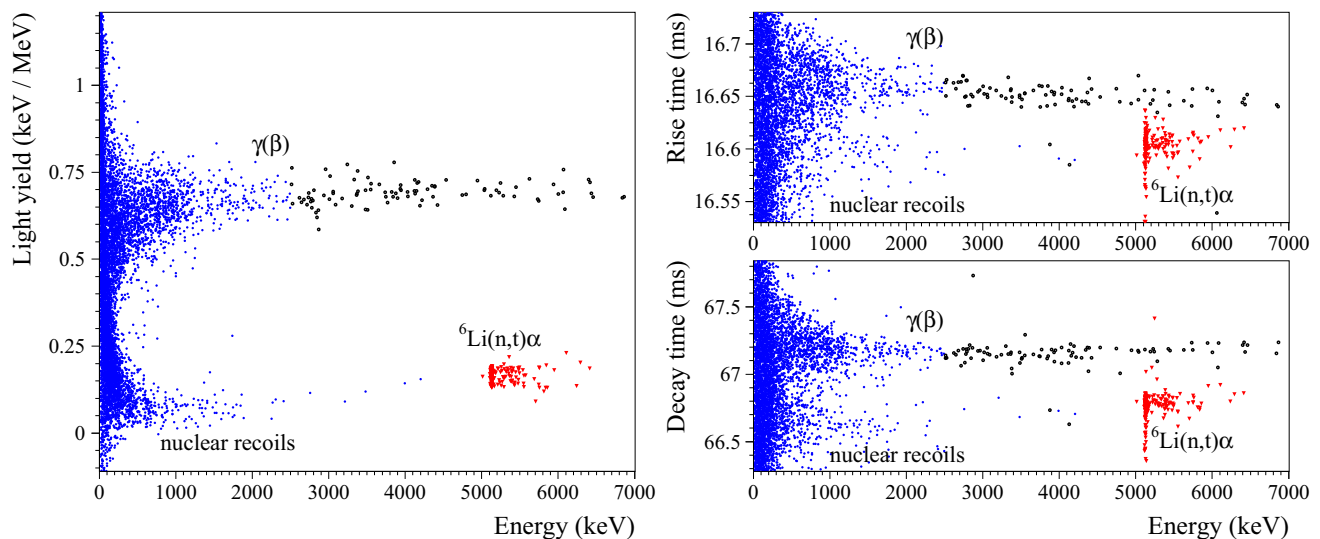 Light yield (keV / MeV)
1
0.75
0.5
0.25
0
γ(β)
⁶Li(n,t)α
nuclear recoils
0 1000 2000 3000 4000 5000 6000 7000
Energy (keV)
Rise time (ms)
16.7
16.65
16.6
16.55
γ(β)
⁶Li(n,t)α
nuclear recoils
0 1000 2000 3000 4000 5000 6000 7000
Decay time (ms)
67.5
67
66.5
γ(β)
⁶Li(n,t)α
nuclear recoils
0 1000 2000 3000 4000 5000 6000 7000
Energy (keV)